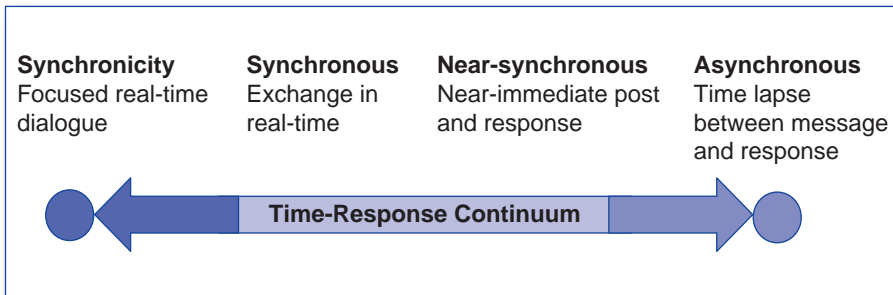 Synchronicity
Focused real-time
dialogue
Synchronous
Exchange in
real-time
Near-synchronous
Near-immediate post
and response
Asynchronous
Time lapse
between message
and response
Time-Response Continuum